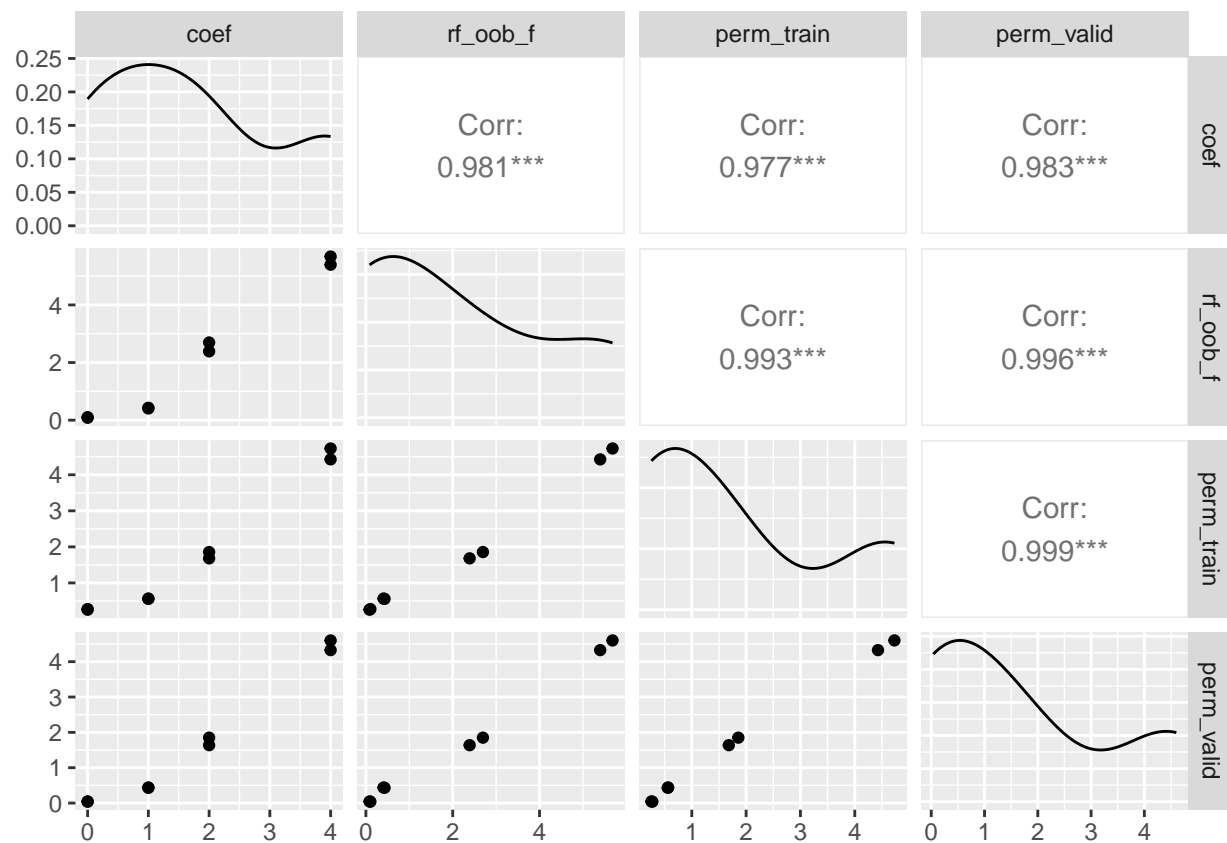 coef rf_oob_f perm_train perm_valid
0.25
0.20
0.15
0.10
0.05
0.00
Corr:
0.981***
Corr:
0.977***
Corr:
0.983***
coef
4
2
0
Corr:
0.993***
Corr:
0.996***
rf_oob_f
4
3
2
1
Corr:
0.999***
perm_train
4
3
2
1
0
perm_valid
0 1 2 3 4
0 2 4
1 2 3 4
0 1 2 3 4